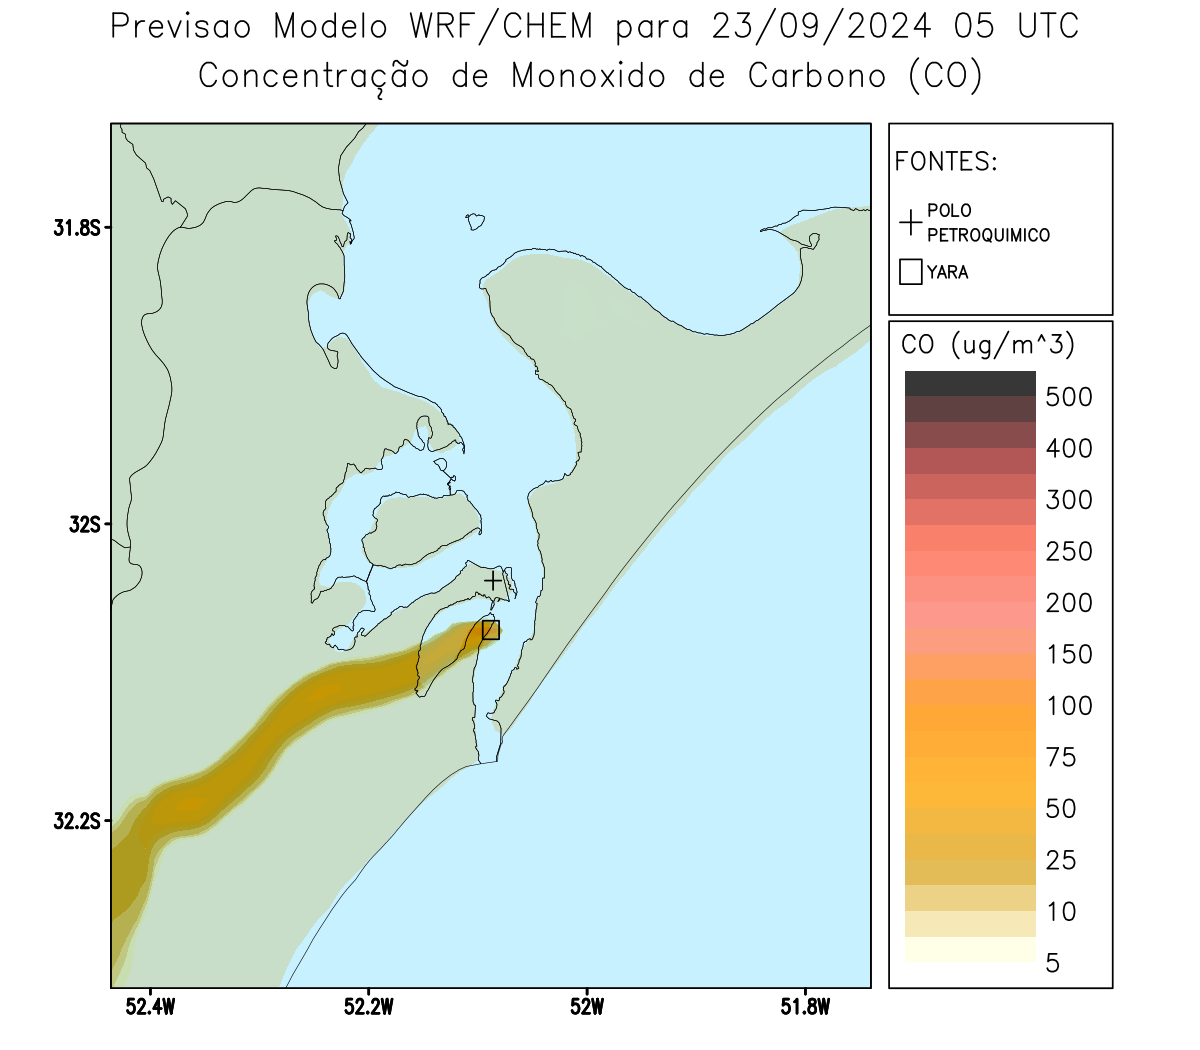 Previsao Modelo WRF/CHEM para 23/09/2024 05 UTC
Concentração de Monoxido de Carbono (CO)
FONTES:
POLO
PETROQUIMICO
YARA
CO (ug/m^3)
500
400
300
250
200
150
100
75
50
25
10
5
31.8S
32S
32.2S
52.4W
52.2W
52W
51.8W